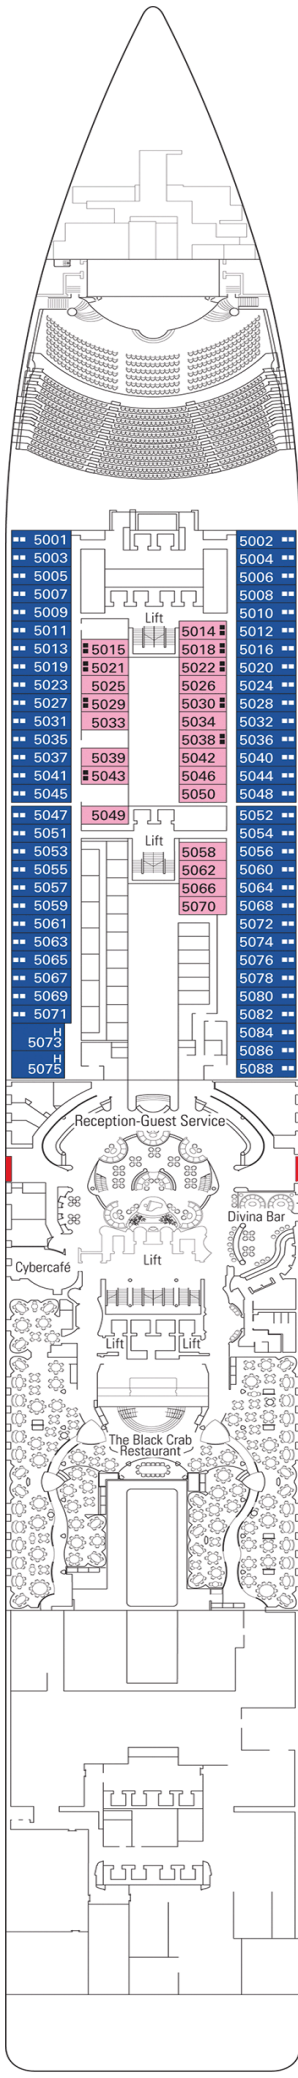 5001 5002
5003 5004
5005 5006
5007 5008
5009 5010
Lift
5011 5014 5012
5013 5015 5018 5016
5019 5021 5022 5020
5023 5025 5026 5024
5027 5029 5030 5028
5031 5033 5034 5032
5035 5038 5036
5037 5039 5042 5040
5041 5043 5046 5044
5045 5050 5048
5047 5049 5052
5051 5054
Lift
5053 5058 5056
5055 5062 5060
5057 5066 5064
5059 5070 5068
5061 5072
5063 5074
5065 5076
5067 5078
5069 5080
5071 5082
H
5073 5084
5086
H
5075 5088
Reception-Guest Service
Divina Bar
Cybercafé
Lift
Lift Lift
The Black Crab
Restaurant